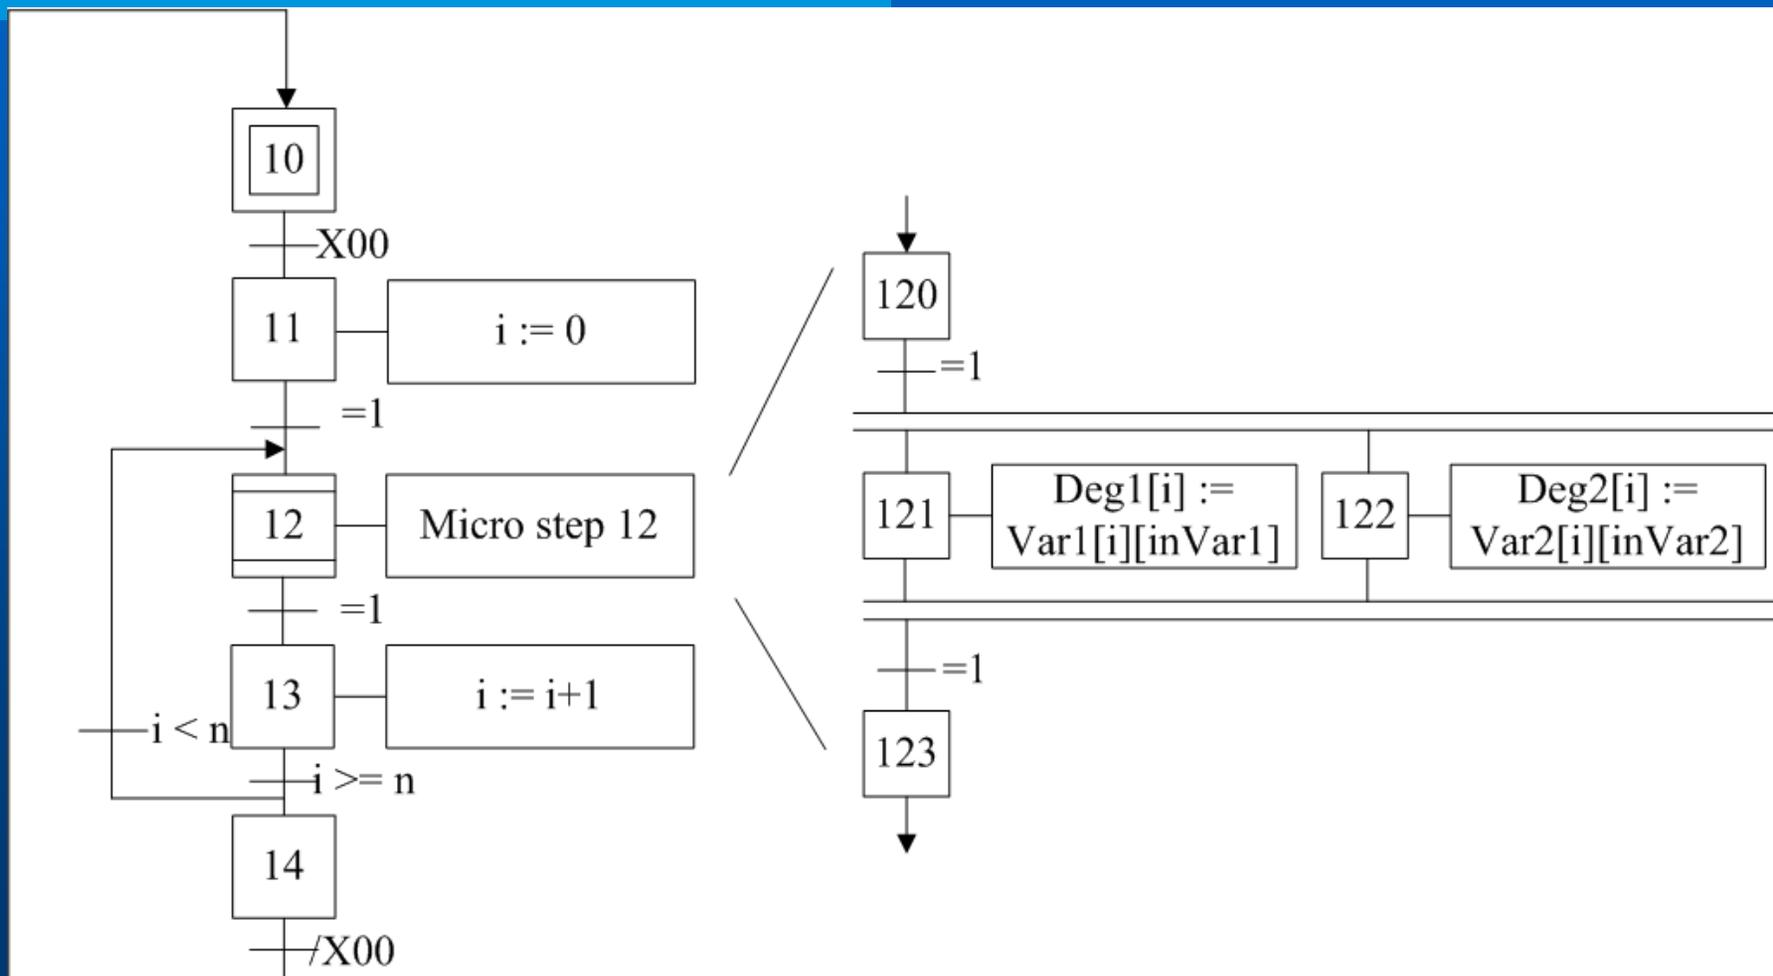 10
X00
11
i := 0
=1
12
Micro step 12
=1
13
i := i+1
i < n
i >= n
14
/X00
120
=1
121
Deg1[i] :=
Var1[i][inVar1]
122
Deg2[i] :=
Var2[i][inVar2]
=1
123